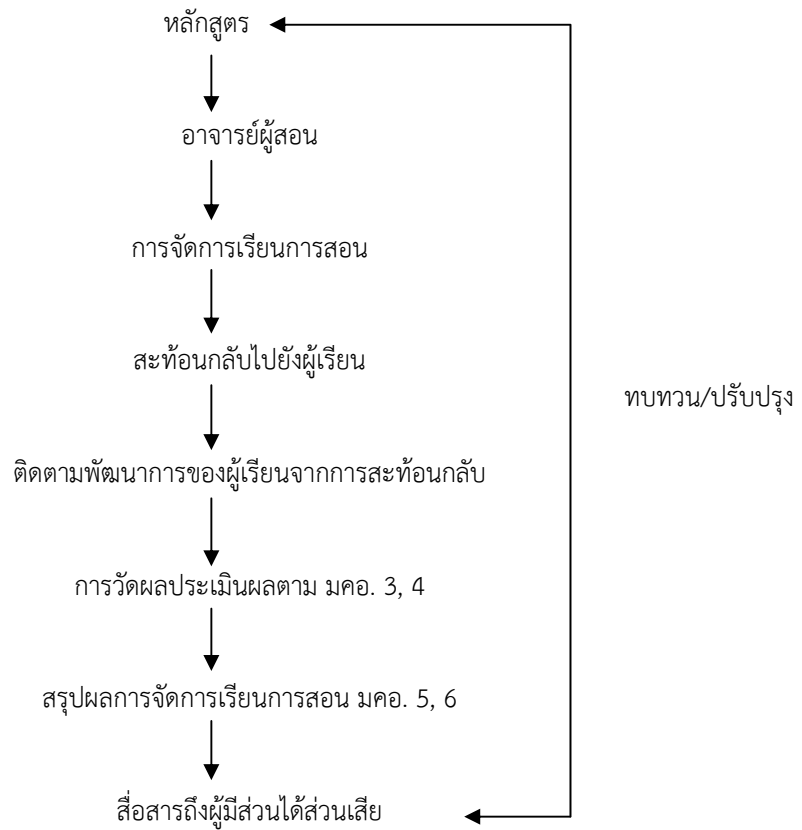 หลักสูตร
อาจารย์ผู้สอน
การจัดการเรียนการสอน
สะท้อนกลับไปยังผู้เรียน
ทบทวน/ปรับปรุง
ติดตามพัฒนาการของผู้เรียนจากการสะท้อนกลับ
การวัดผลประเมินผลตาม มคอ. 3, 4
สรุปผลการจัดการเรียนการสอน มคอ. 5, 6
สื่อสารถึงผู้มีส่วนได้ส่วนเสีย